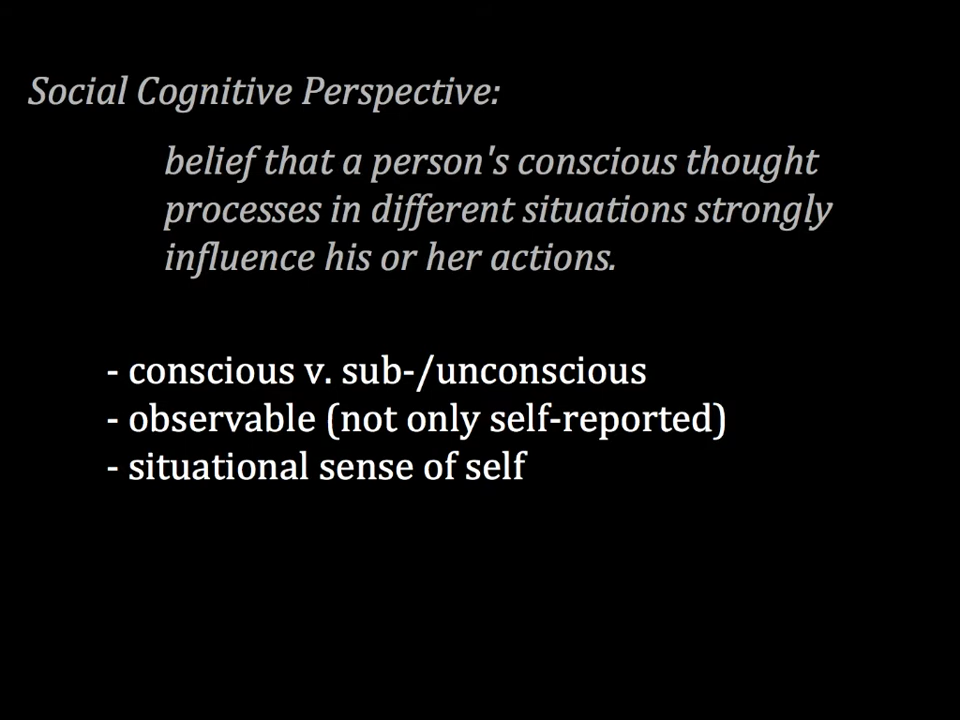 Social Cognitive Perspective:
belief that a person's conscious thought
processes in different situations strongly
influence his or her actions.
- conscious v. sub-/unconscious
- observable (not only self-reported)
- situational sense of self